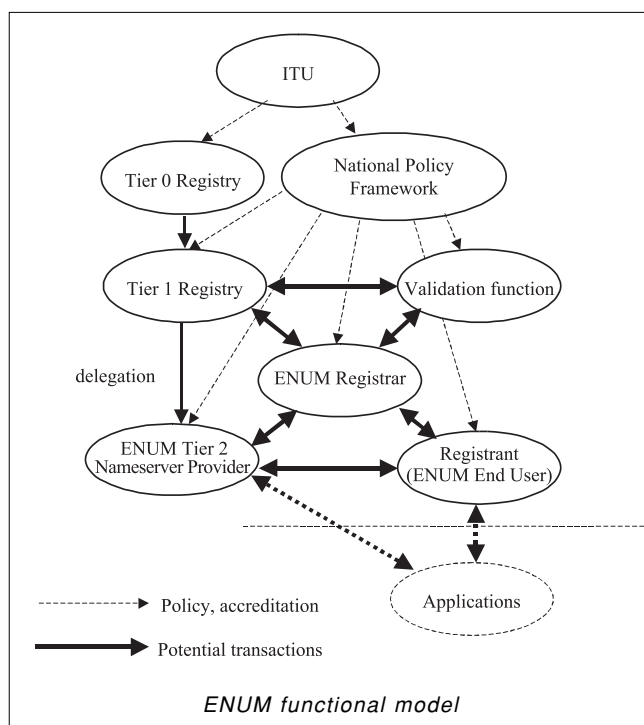 ITU
National Policy
Framework
Tier 0 Registry
Tier 1 Registry
Validation function
delegation
ENUM Registrar
ENUM Tier 2
Nameserver Provider
Registrant
(ENUM End User)
Applications
Policy, accreditation
Potential transactions
ENUM functional model